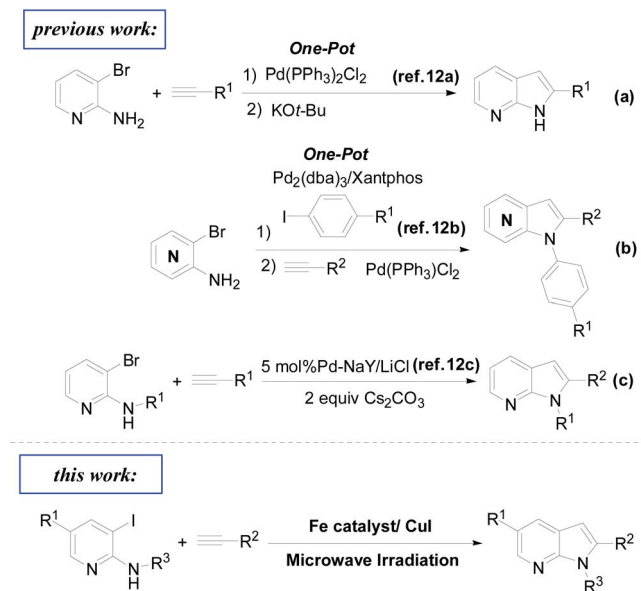 previous work:
One-Pot
Br
N
NH₂
+
R¹
1) Pd(PPh₃)₂Cl₂
(ref.12a)
2) KOt-Bu
R¹
N
N
H
(a)
One-Pot
Pd₂(dba)₃/Xantphos
1)
I
R¹
(ref.12b)
Br
N
NH₂
2)
R²
Pd(PPh₃)Cl₂
N
R²
N
R¹
(b)
Br
N
N
H
R¹
+
R¹
5 mol%Pd-NaY/LiCl (ref.12c)
2 equiv Cs₂CO₃
R²
N
N
R¹
(c)
this work:
R¹
I
N
N
H
R³
+
R²
Fe catalyst/ CuI
Microwave Irradiation
R¹
R²
N
N
R³